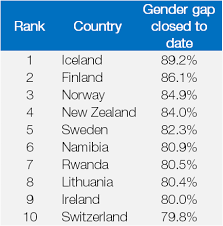 Rank Country Gender gap closed to date
1 Iceland 89.2%
2 Finland 86.1%
3 Norway 84.9%
4 New Zealand 84.0%
5 Sweden 82.3%
6 Namibia 80.9%
7 Rwanda 80.5%
8 Lithuania 80.4%
9 Ireland 80.0%
10 Switzerland 79.8%